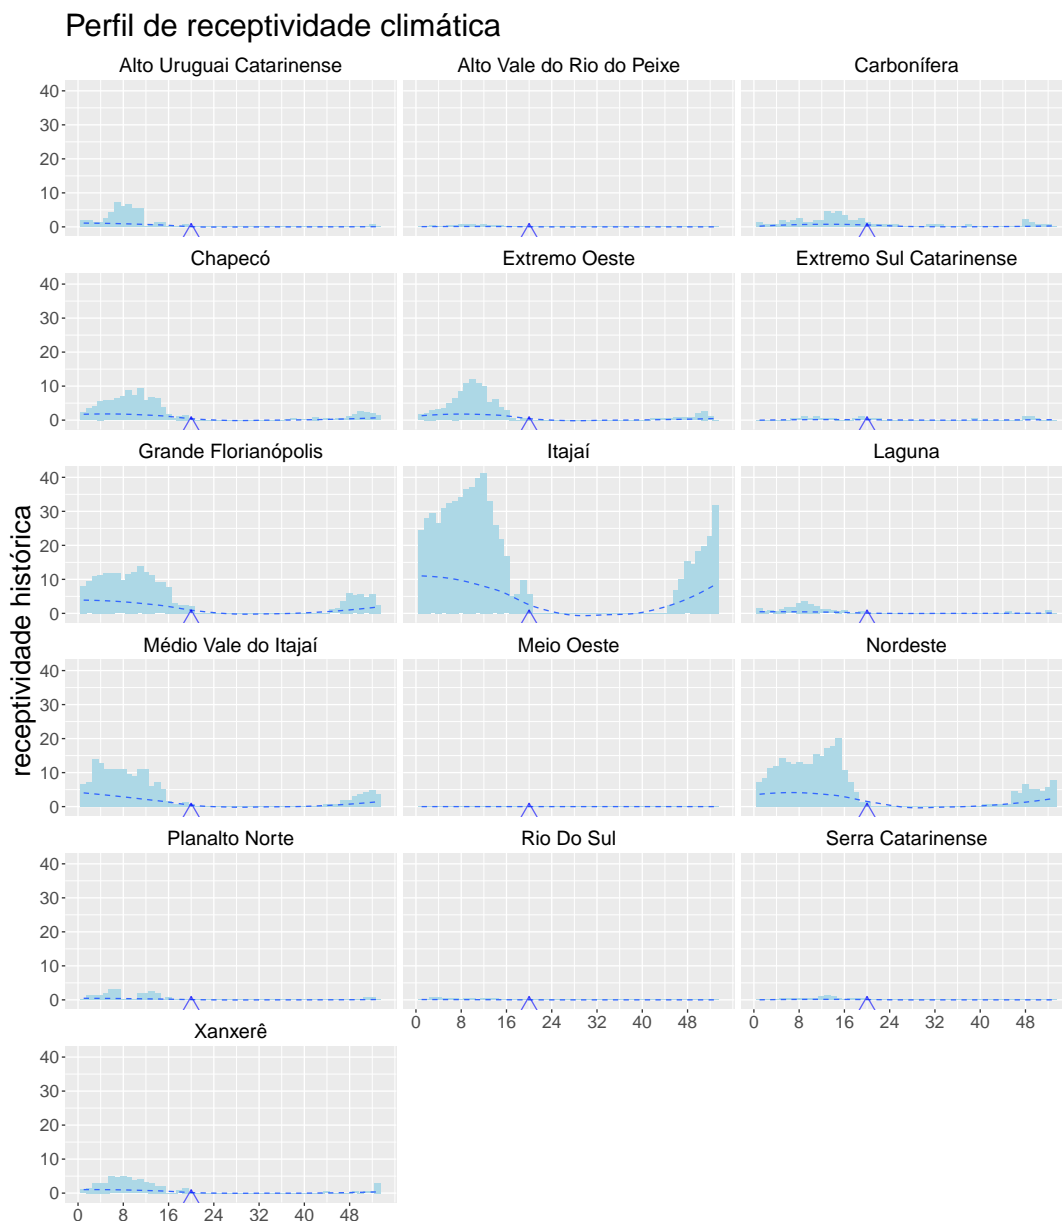 Perfil de receptividade climática
Alto Uruguai Catarinense
Alto Vale do Rio do Peixe
Carbonífera
40
30
20
10
0
Chapecó
Extremo Oeste
Extremo Sul Catarinense
40
30
20
10
0
Grande Florianópolis
Itajaí
Laguna
40
30
20
10
0
receptividade histórica
Médio Vale do Itajaí
Meio Oeste
Nordeste
40
30
20
10
0
Planalto Norte
Rio Do Sul
Serra Catarinense
40
30
20
10
0
0 8 16 24 32 40 48
0 8 16 24 32 40 48
Xanxerê
40
30
20
10
0
0 8 16 24 32 40 48